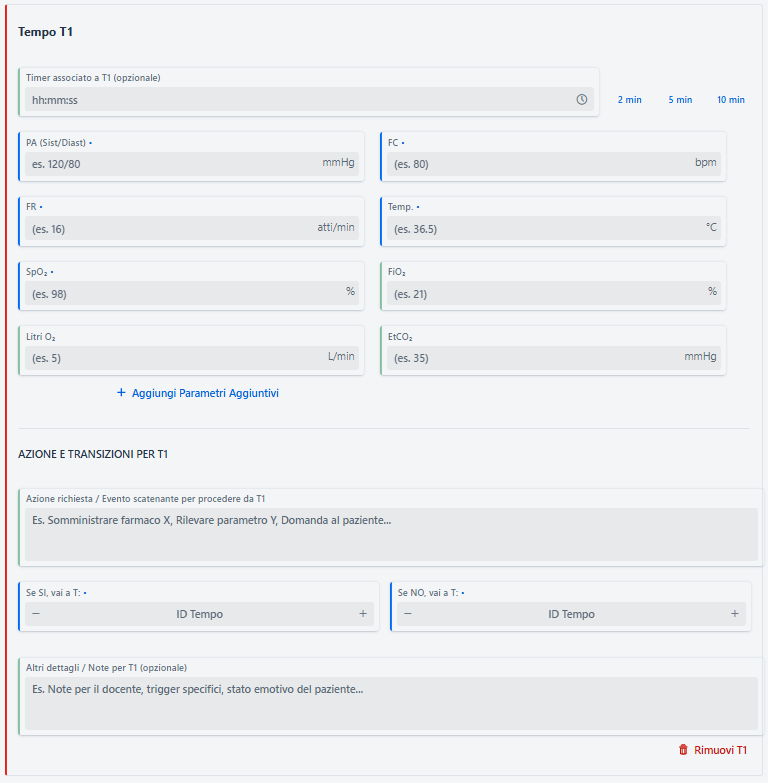 Tempo T1
Timer associato a T1 (opzionale)
hh:mm:ss
2 min 5 min 10 min
PA (Sist/Diast) • FC •
es. 120/80 mmHg (es. 80) bpm
FR • Temp. •
(es. 16) atti/min (es. 36.5) °C
SpO₂ • FiO₂
(es. 98) % (es. 21) %
Litri O₂ EtCO₂
(es. 5) L/min (es. 35) mmHg
+ Aggiungi Parametri Aggiuntivi
AZIONE E TRANSIZIONI PER T1
Azione richiesta / Evento scatenante per procedere da T1
Es. Somministrare farmaco X, Rilevare parametro Y, Domanda al paziente...
Se SI, vai a T: • Se NO, vai a T: •
− ID Tempo + − ID Tempo +
Altri dettagli / Note per T1 (opzionale)
Es. Note per il docente, trigger specifici, stato emotivo del paziente...
Rimuovi T1